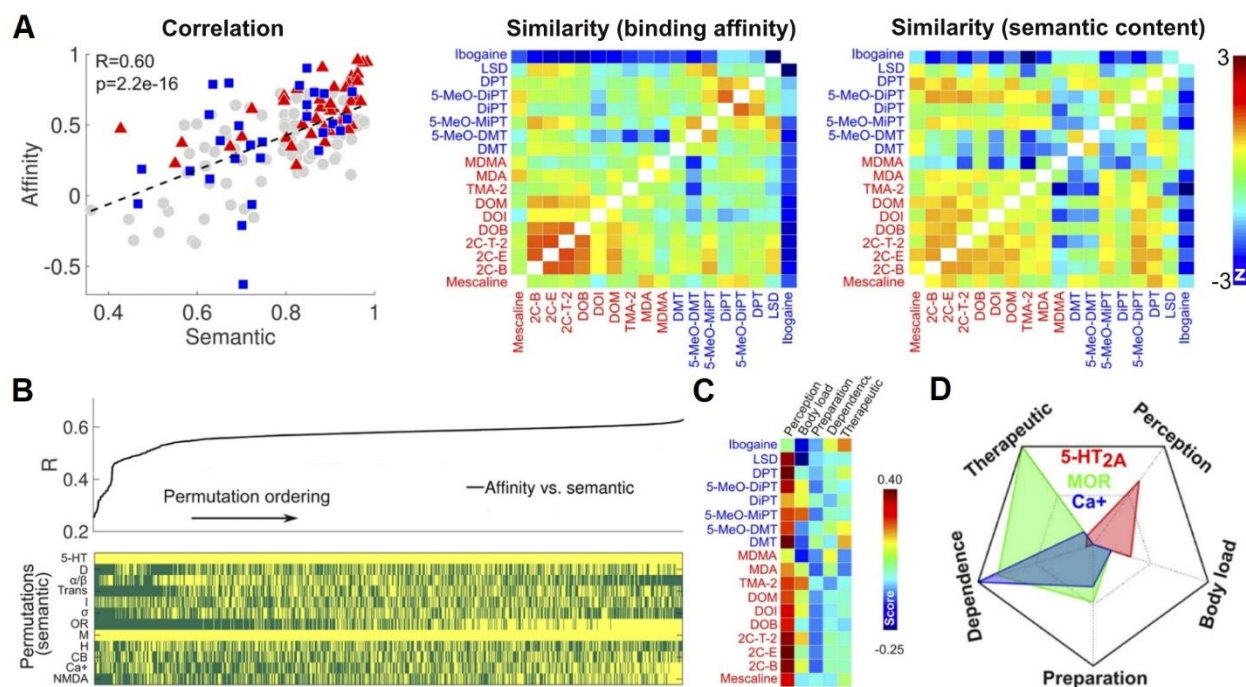 A
Correlation
R=0.60
p=2.2e-16
Affinity
1
0.5
0
-0.5
0.4
0.6
0.8
1
Semantic
Similarity (binding affinity)
Ibogaine
LSD
DPT
5-MeO-DiPT
DiPT
5-MeO-MiPT
5-MeO-DMT
DMT
MDMA
MDA
TMA-2
DOM
DOI
DOB
2C-T-2
2C-E
2C-B
Mescaline
Mescaline
2C-B
2C-E
2C-T-2
DOB
DOI
DOM
TMA-2
MDA
MDMA
DMT
5-MeO-DMT
5-MeO-MiPT
DiPT
5-MeO-DiPT
DPT
LSD
Ibogaine
Similarity (semantic content)
Ibogaine
LSD
DPT
5-MeO-DiPT
DiPT
5-MeO-MiPT
5-MeO-DMT
DMT
MDMA
MDA
TMA-2
DOM
DOI
DOB
2C-T-2
2C-E
2C-B
Mescaline
Mescaline
2C-B
2C-E
2C-T-2
DOB
DOI
DOM
TMA-2
MDA
MDMA
DMT
5-MeO-DMT
5-MeO-MiPT
DiPT
5-MeO-DiPT
DPT
LSD
Ibogaine
3
-3
Z
B
R
0.6
0.4
0.2
Permutation ordering
Affinity vs. semantic
Permutations
(semantic)
5-HT
D
α/β
Trans
I
σ
OR
M
H
CB
Ca+
NMDA
C
Perception
Body load
Preparation
Dependence
Therapeutic
Ibogaine
LSD
DPT
5-MeO-DiPT
DiPT
5-MeO-MiPT
5-MeO-DMT
DMT
MDMA
MDA
TMA-2
DOM
DOI
DOB
2C-T-2
2C-E
2C-B
Mescaline
0.40
Score
-0.25
D
Therapeutic
Perception
5-HT2A
MOR
Ca+
Dependence
Body load
Preparation